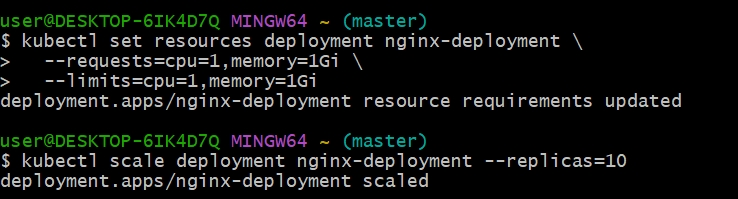 user@DESKTOP-6IK4D7Q MINGW64 ~ (master)
$ kubectl set resources deployment nginx-deployment \
>   --requests=cpu=1,memory=1Gi \
>   --limits=cpu=1,memory=1Gi
deployment.apps/nginx-deployment resource requirements updated

user@DESKTOP-6IK4D7Q MINGW64 ~ (master)
$ kubectl scale deployment nginx-deployment --replicas=10
deployment.apps/nginx-deployment scaled